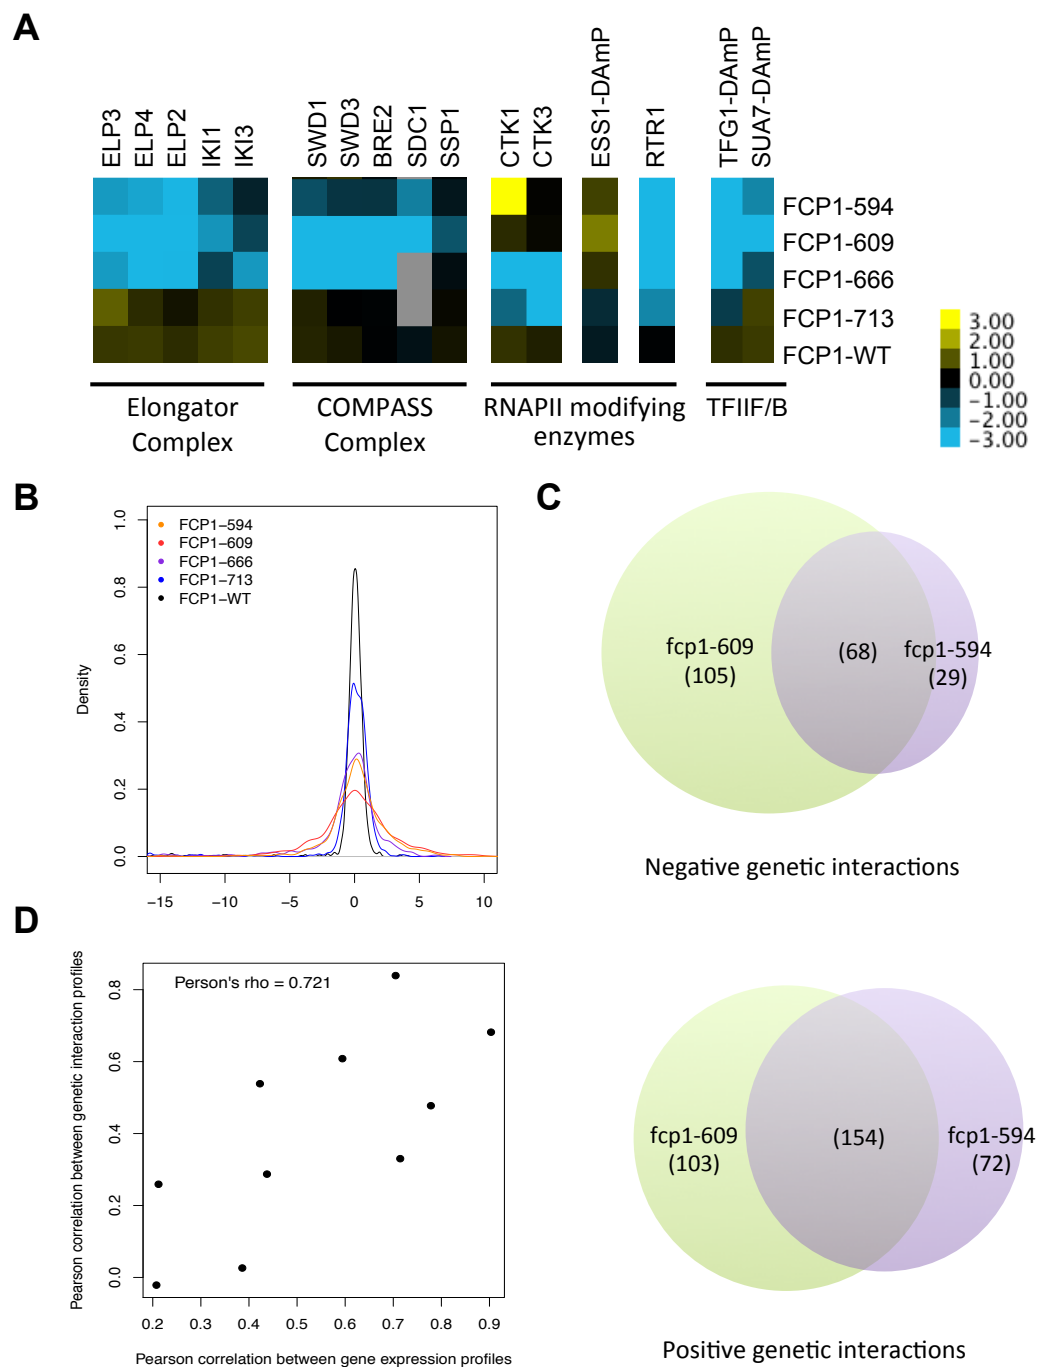 A
ELP3
ELP4
ELP2
IKI1
IKI3
SWD1
SWD3
BRE2
SDC1
SSP1
CTK1
CTK3
ESS1-DAmP
RTR1
TFG1-DAmP
SUA7-DAmP
FCP1-594
FCP1-609
FCP1-666
FCP1-713
FCP1-WT
Elongator
Complex
COMPASS
Complex
RNAPII modifying
enzymes
TFIIF/B
3.00
2.00
1.00
0.00
-1.00
-2.00
-3.00
B
FCP1-594
FCP1-609
FCP1-666
FCP1-713
FCP1-WT
Density
1.0
0.8
0.6
0.4
0.2
0.0
-15 -10 -5 0 5 10
C
fcp1-609
(105)
(68)
fcp1-594
(29)
Negative genetic interactions
D
Person's rho = 0.721
Pearson correlation between genetic interaction profiles
0.8
0.6
0.4
0.2
0.0
0.2 0.3 0.4 0.5 0.6 0.7 0.8 0.9
Pearson correlation between gene expression profiles
fcp1-609
(103)
(154)
fcp1-594
(72)
Positive genetic interactions